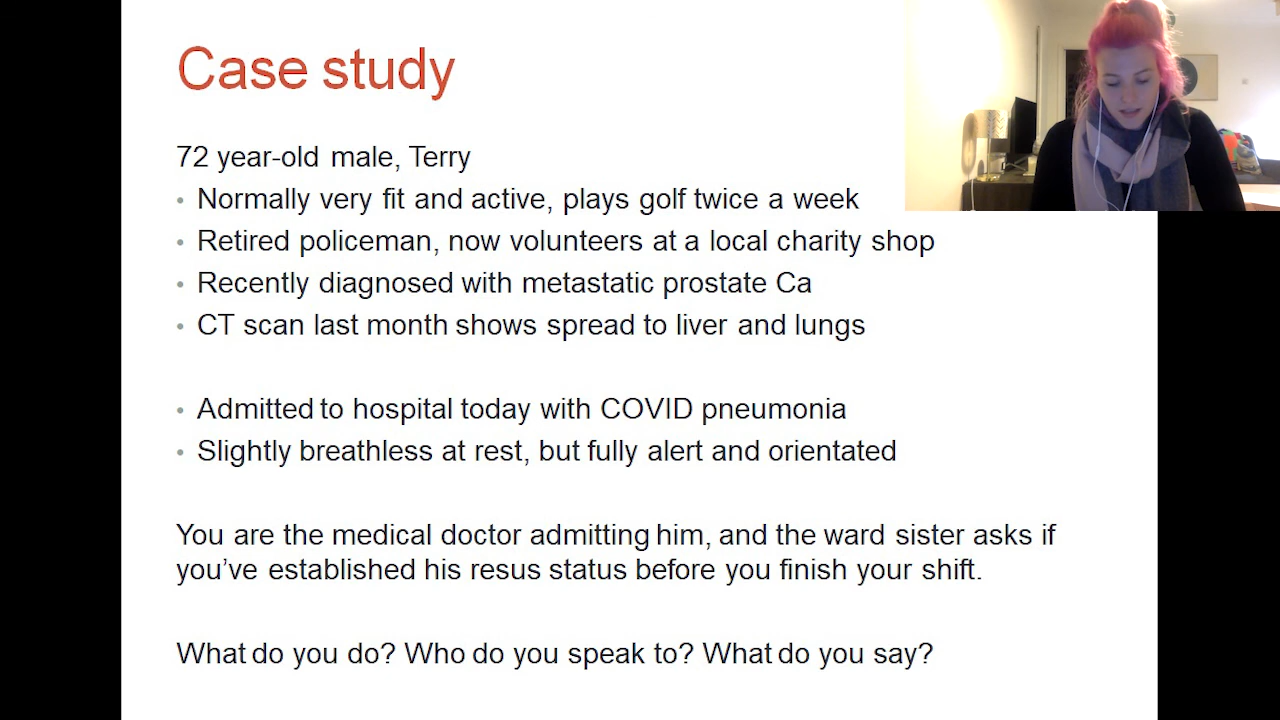 Case study
72 year-old male, Terry
• Normally very fit and active, plays golf twice a week
• Retired policeman, now volunteers at a local charity shop
• Recently diagnosed with metastatic prostate Ca
• CT scan last month shows spread to liver and lungs
• Admitted to hospital today with COVID pneumonia
• Slightly breathless at rest, but fully alert and orientated
You are the medical doctor admitting him, and the ward sister asks if
you’ve established his resus status before you finish your shift.
What do you do? Who do you speak to? What do you say?